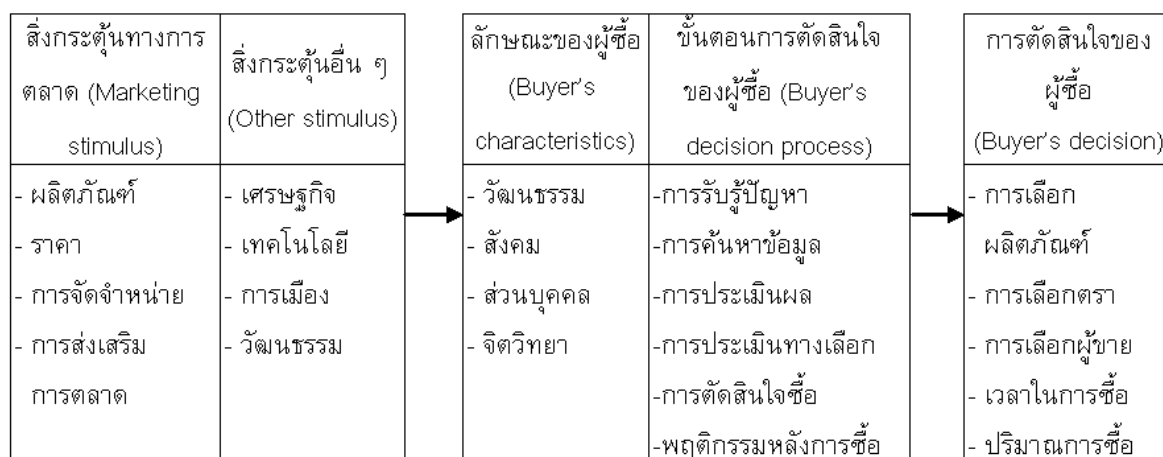 สิ่งกระตุ้นทางการ
ตลาด (Marketing
stimulus)
สิ่งกระตุ้นอื่น ๆ
(Other stimulus)
ลักษณะของผู้ซื้อ
(Buyer's
characteristics)
ขั้นตอนการตัดสินใจ
ของผู้ซื้อ (Buyer's
decision process)
การตัดสินใจของ
ผู้ซื้อ
(Buyer's decision)
- ผลิตภัณฑ์
- ราคา
- การจัดจำหน่าย
- การส่งเสริม
การตลาด
- เศรษฐกิจ
- เทคโนโลยี
- การเมือง
- วัฒนธรรม
- วัฒนธรรม
- สังคม
- ส่วนบุคคล
- จิตวิทยา
-การรับรู้ปัญหา
-การค้นหาข้อมูล
-การประเมินผล
-การประเมินทางเลือก
-การตัดสินใจซื้อ
-พฤติกรรมหลังการซื้อ
- การเลือก
ผลิตภัณฑ์
- การเลือกตรา
- การเลือกผู้ขาย
- เวลาในการซื้อ
- ปริมาณการซื้อ